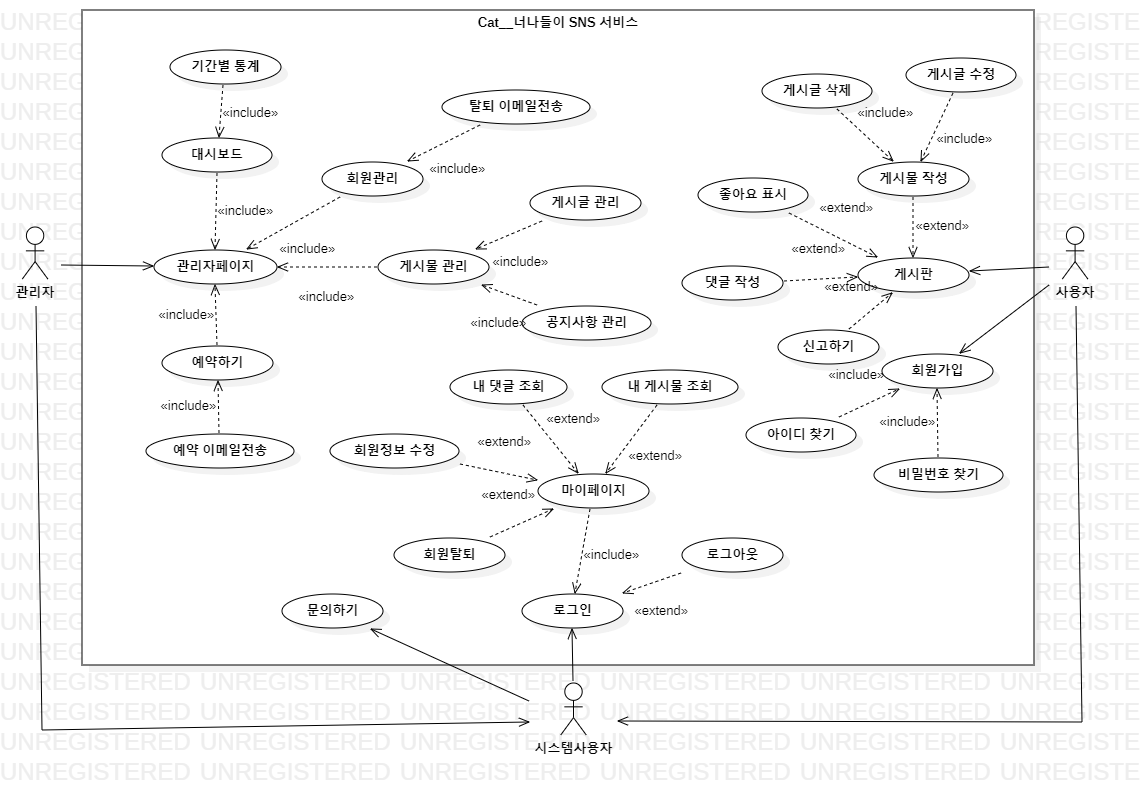 Cat__너나들이 SNS 서비스
기간별 통계
«include»
대시보드
«include»
탈퇴 이메일전송
«include»
회원관리
«include»
게시글 관리
«include»
게시물 관리
«include»
관리자페이지
공지사항 관리
«include»
«include»
예약하기
«include»
예약 이메일전송
게시글 삭제
게시글 수정
«include»
«include»
게시물 작성
좋아요 표시
«extend»
«extend»
«extend»
게시판
댓글 작성
«extend»
신고하기
회원가입
«include»
아이디 찾기
«include»
비밀번호 찾기
내 댓글 조회
내 게시물 조회
«extend»
«extend»
회원정보 수정
«extend»
마이페이지
«extend»
회원탈퇴
«include»
로그아웃
«extend»
로그인
문의하기
관리자
사용자
시스템사용자
UNREGISTERED UNREGISTERED UNREGISTERED UNREGISTERED UNREGISTERED UNREGISTE
UNREGISTERED UNREGISTERED UNREGISTERED UNREGISTERED UNREGISTERED UNREGISTE
UNREGISTERED UNREGISTERED UNREGISTERED UNREGISTERED UNREGISTERED UNREGISTE
UNREGISTERED UNREGISTERED UNREGISTERED UNREGISTERED UNREGISTERED UNREGISTE